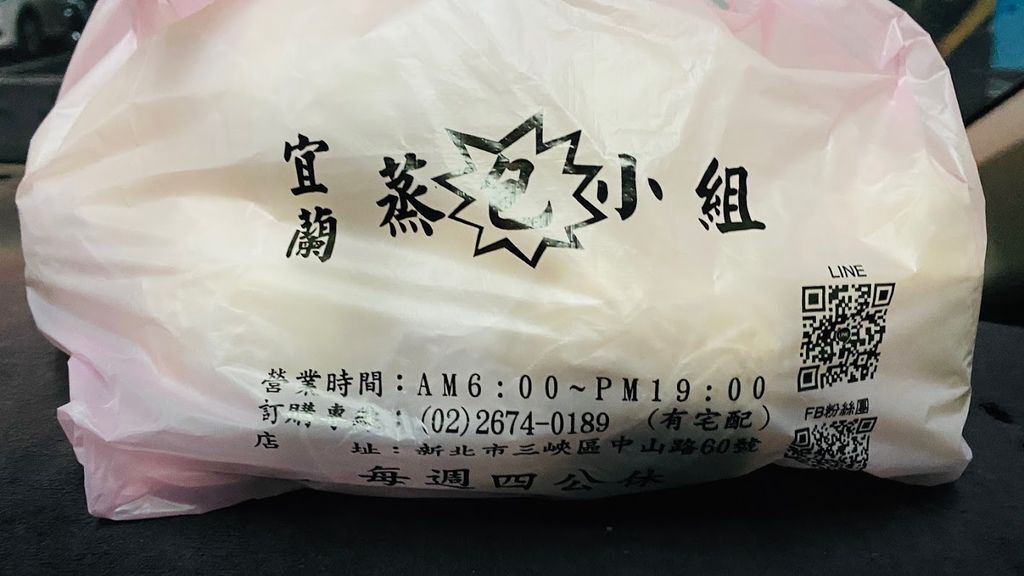 宜蘭 蒸包小組
LINE
營業時間：AM6：00~PM19：00
FB粉絲團
訂購專線：(02)2674-0189 (有宅配)
店 址：新北市三峽區中山路60號
每週四公休